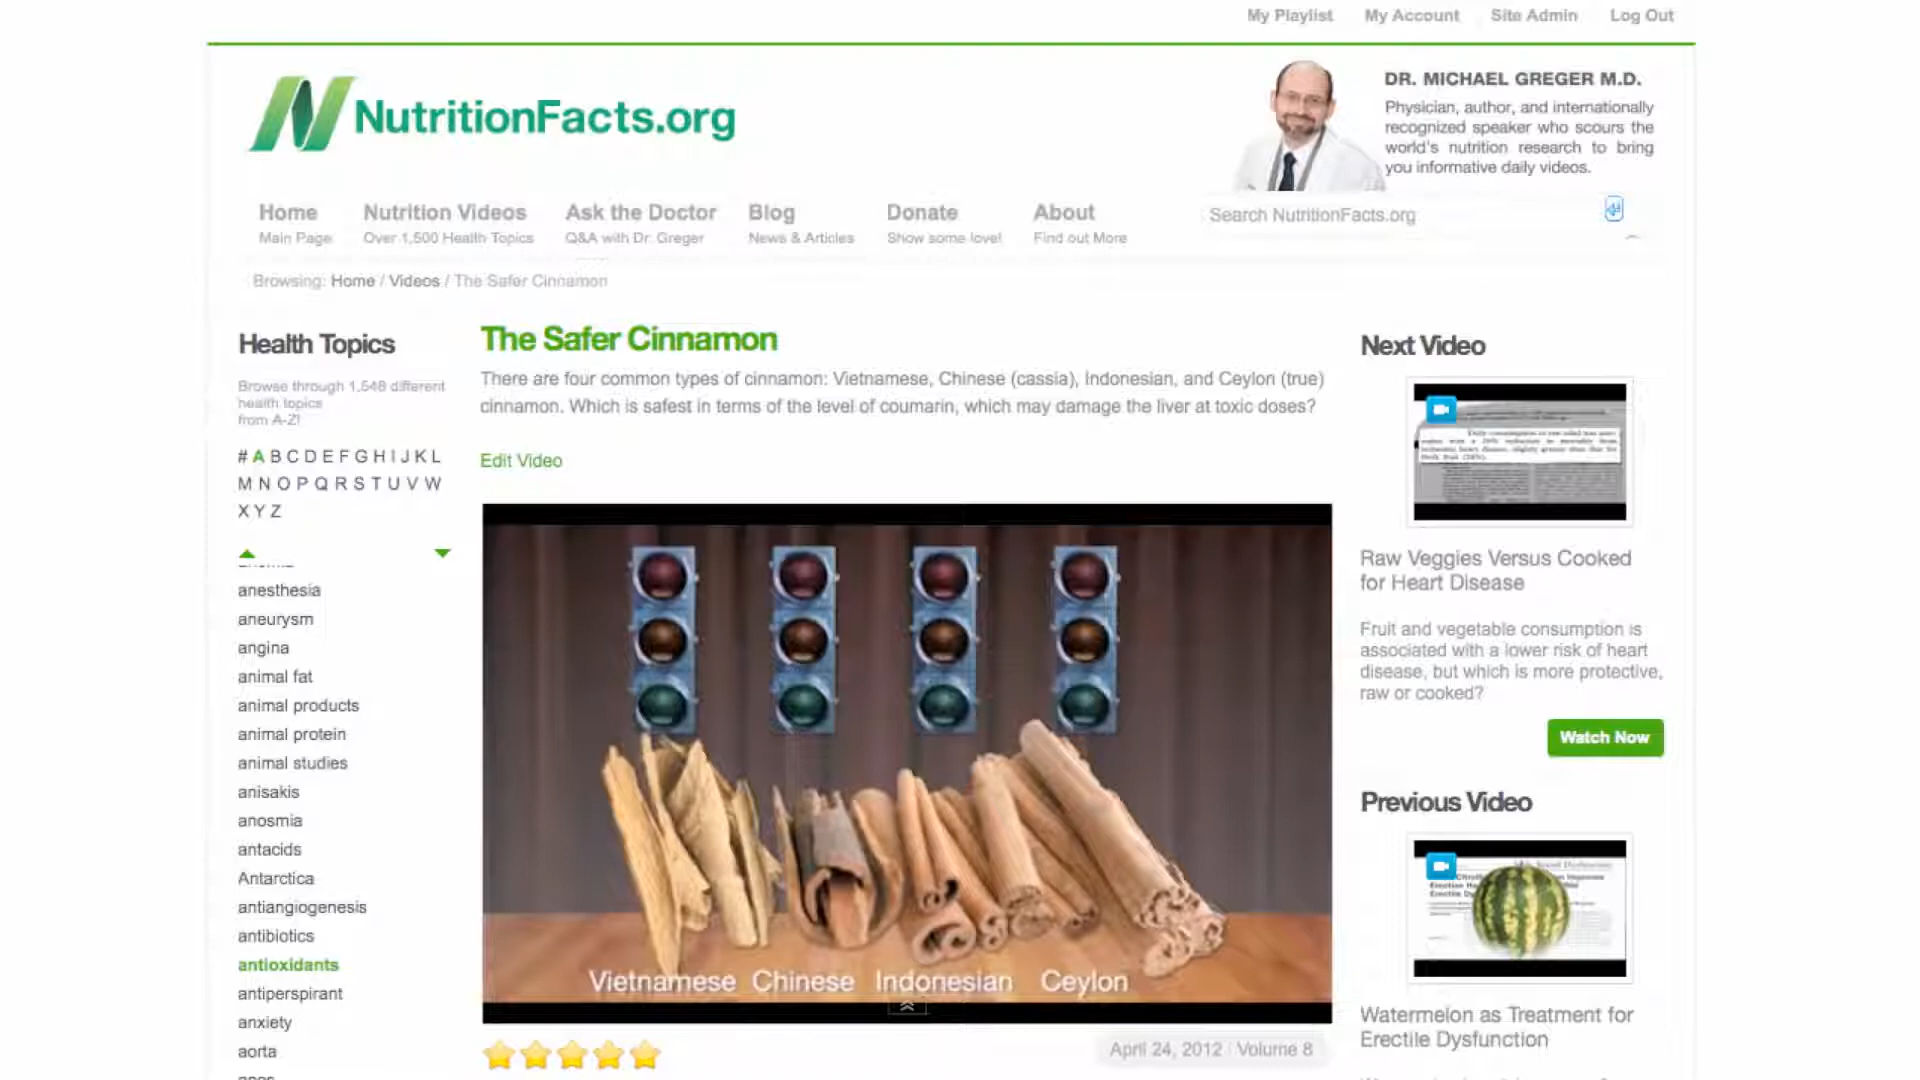 My Playlist My Account Site Admin Log Out
NutritionFacts.org
DR. MICHAEL GREGER M.D.
Physician, author, and internationally
recognized speaker who scours the
world's nutrition research to bring
you informative daily videos.
Home Nutrition Videos Ask the Doctor Blog Donate About
Main Page Over 1,500 Health Topics Q&A with Dr. Greger News & Articles Show some love! Find out More
Search NutritionFacts.org
Browsing: Home / Videos / The Safer Cinnamon
Health Topics
Browse through 1,548 different
health topics
from A-Z!
# A B C D E F G H I J K L
M N O P Q R S T U V W
X Y Z
anesthesia
aneurysm
angina
animal fat
animal products
animal protein
animal studies
anisakis
anosmia
antacids
Antarctica
antiangiogenesis
antibiotics
antioxidants
antiperspirant
anxiety
aorta
The Safer Cinnamon
There are four common types of cinnamon: Vietnamese, Chinese (cassia), Indonesian, and Ceylon (true)
cinnamon. Which is safest in terms of the level of coumarin, which may damage the liver at toxic doses?
Edit Video
Vietnamese Chinese Indonesian Ceylon
April 24, 2012 Volume 8
Next Video
Raw Veggies Versus Cooked
for Heart Disease
Fruit and vegetable consumption is
associated with a lower risk of heart
disease, but which is more protective,
raw or cooked?
Watch Now
Previous Video
Watermelon as Treatment for
Erectile Dysfunction